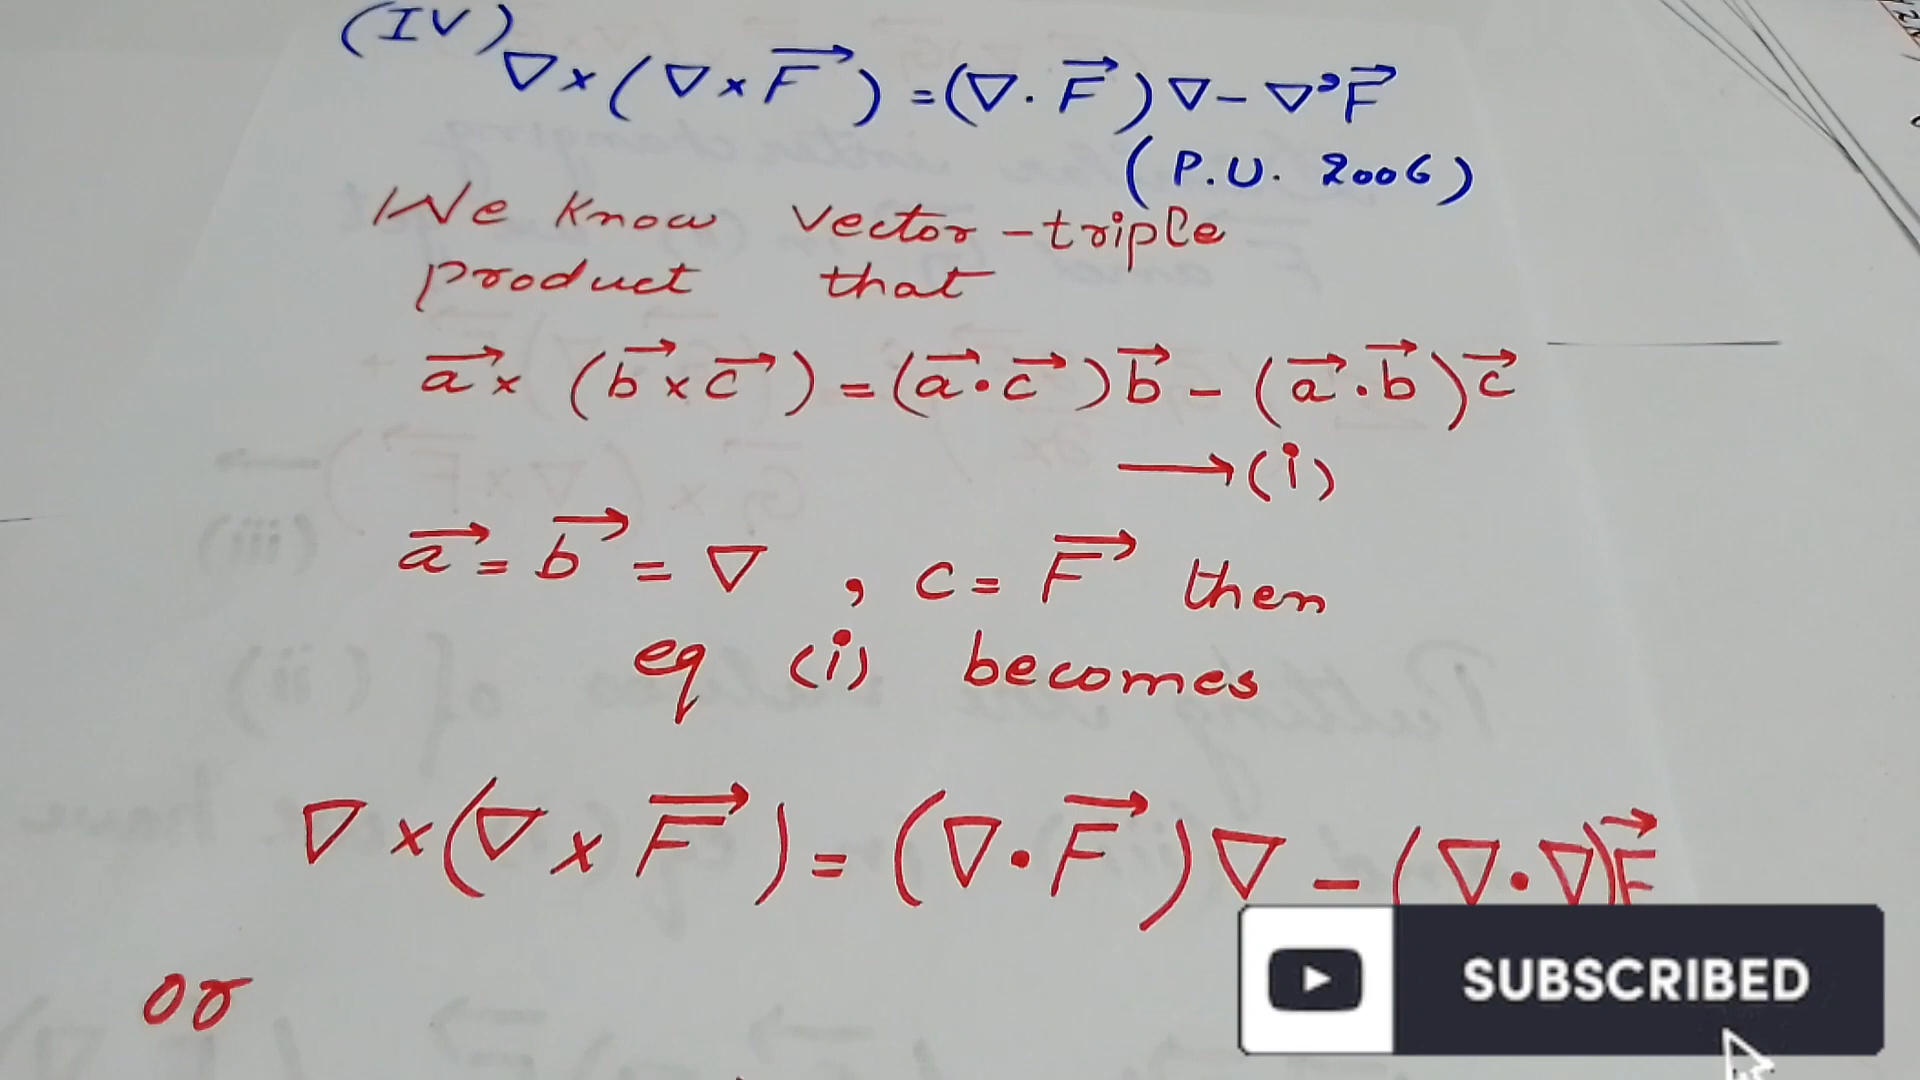 (IV)
∇×(∇×F⃗) = (∇.F⃗)∇ - ∇²F⃗
(P.U. 2006)
We know vector-triple
product that
a⃗× (b⃗×c⃗) = (a⃗.c⃗)b⃗ - (a⃗.b⃗)c⃗
→(i)
a⃗ = b⃗ = ∇ , c = F⃗ then
eq (i) becomes
∇×(∇×F⃗) = (∇.F⃗)∇ - (∇.∇)F⃗
or
SUBSCRIBED